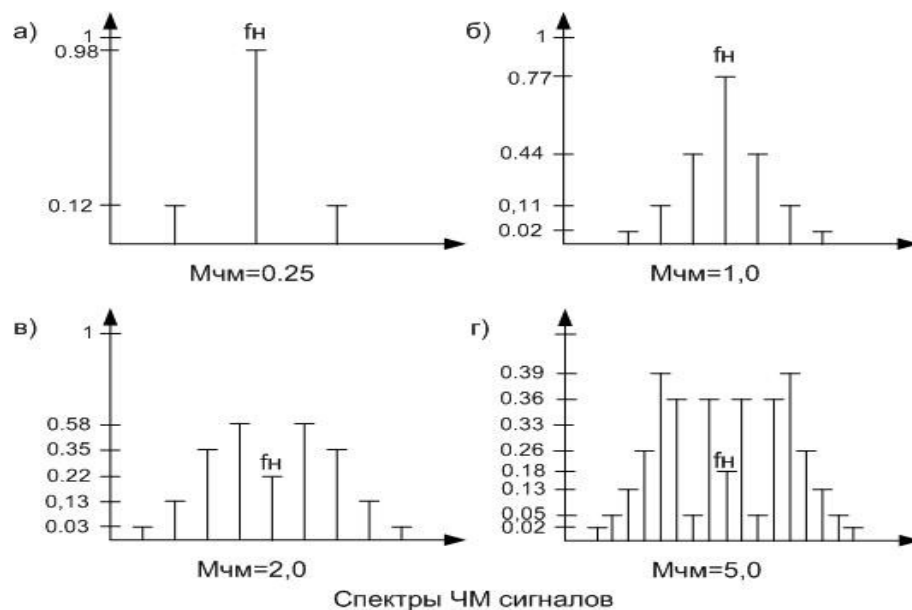 а)
1
0.98
0.12
fн
Мчм=0.25
б)
1
0.77
0.44
0,11
0.02
fн
Мчм=1,0
в)
1
0.58
0.35
0.22
0,13
0.03
fн
Мчм=2,0
г)
0.39
0.36
0.33
0.26
0.18
0.13
0.05
0.02
fн
Мчм=5,0
Спектры ЧМ сигналов